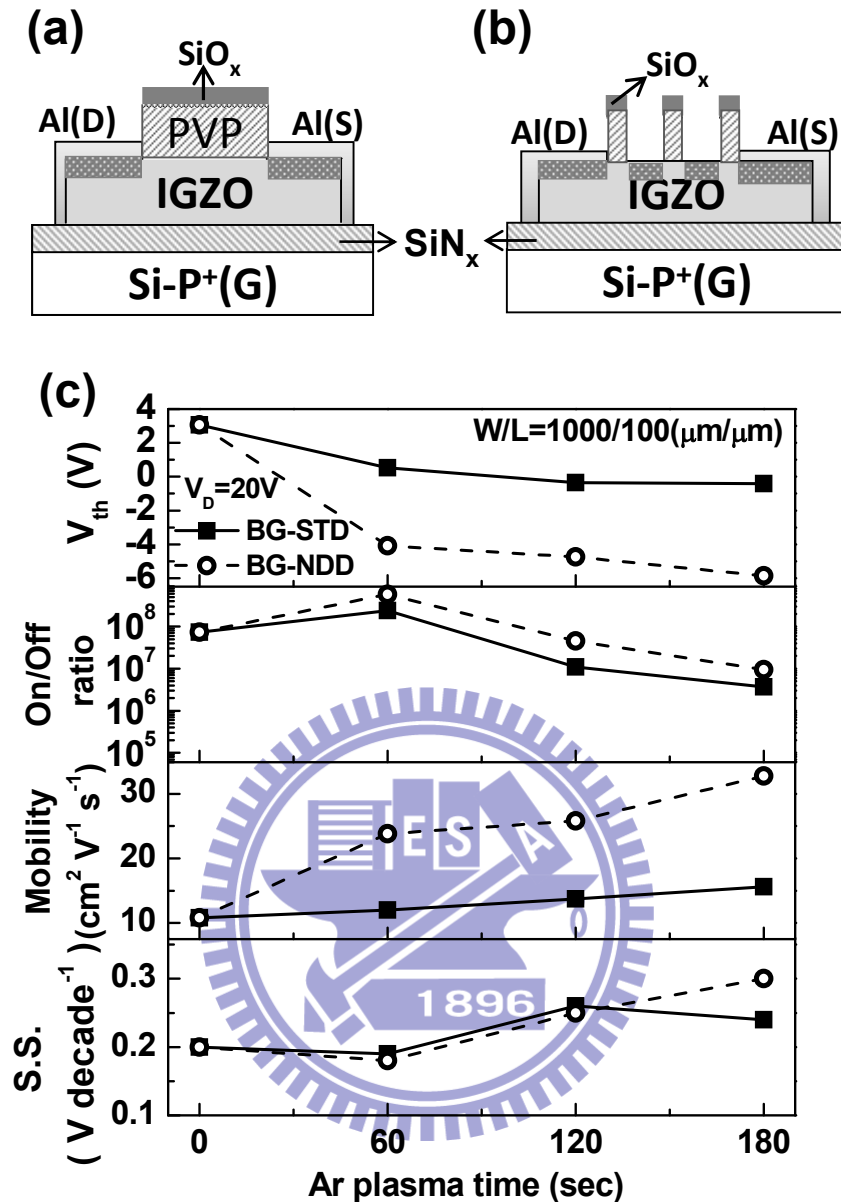 (a)
SiOx
Al(D)
PVP
Al(S)
IGZO
Si-P+(G)
(b)
SiOx
Al(D)
Al(S)
IGZO
SiNx
Si-P+(G)
(c)
W/L=1000/100(μm/μm)
VD=20V
BG-STD
BG-NDD
Vth (V)
4
2
0
-2
-4
-6
On/Off
ratio
10^8
10^7
10^6
10^5
Mobility
(cm2 V-1 s-1)
30
20
10
S.S.
( V decade-1 )
0.3
0.2
0.1
E S A
1896
0
60
120
180
Ar plasma time (sec)